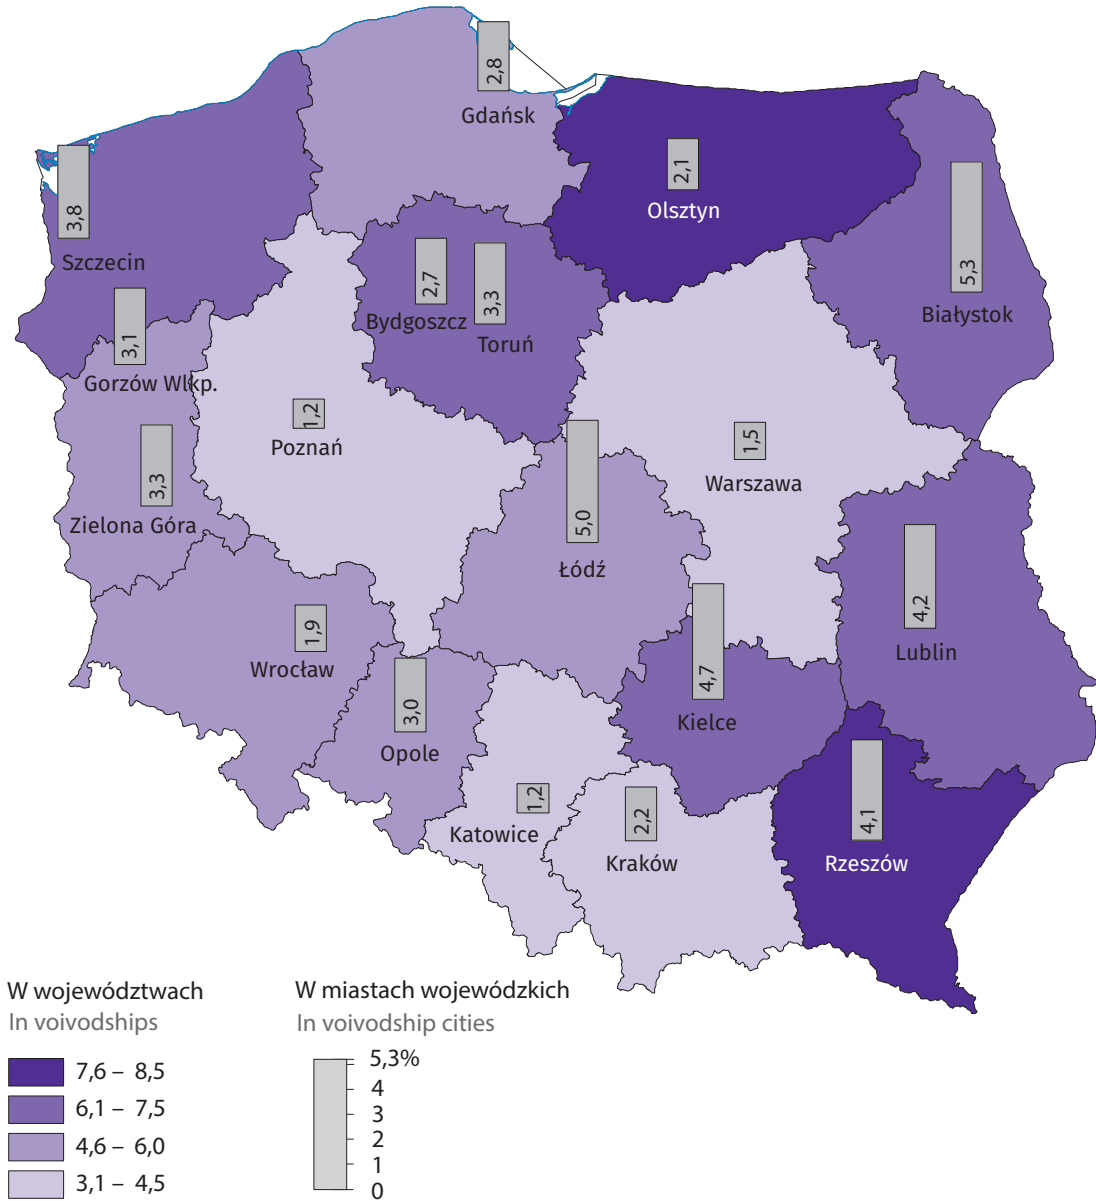 2,8
Gdańsk
2,1
Olsztyn
3,8
Szczecin
5,3
Białystok
2,7
Bydgoszcz
3,3
Toruń
3,1
Gorzów Wlkp.
1,2
Poznań
1,5
Warszawa
3,3
Zielona Góra
5,0
Łódź
4,2
Lublin
1,9
Wrocław
4,7
Kielce
3,0
Opole
1,2
Katowice
2,2
Kraków
4,1
Rzeszów
W województwach
In voivodships
7,6 – 8,5
6,1 – 7,5
4,6 – 6,0
3,1 – 4,5
W miastach wojewódzkich
In voivodship cities
5,3%
4
3
2
1
0